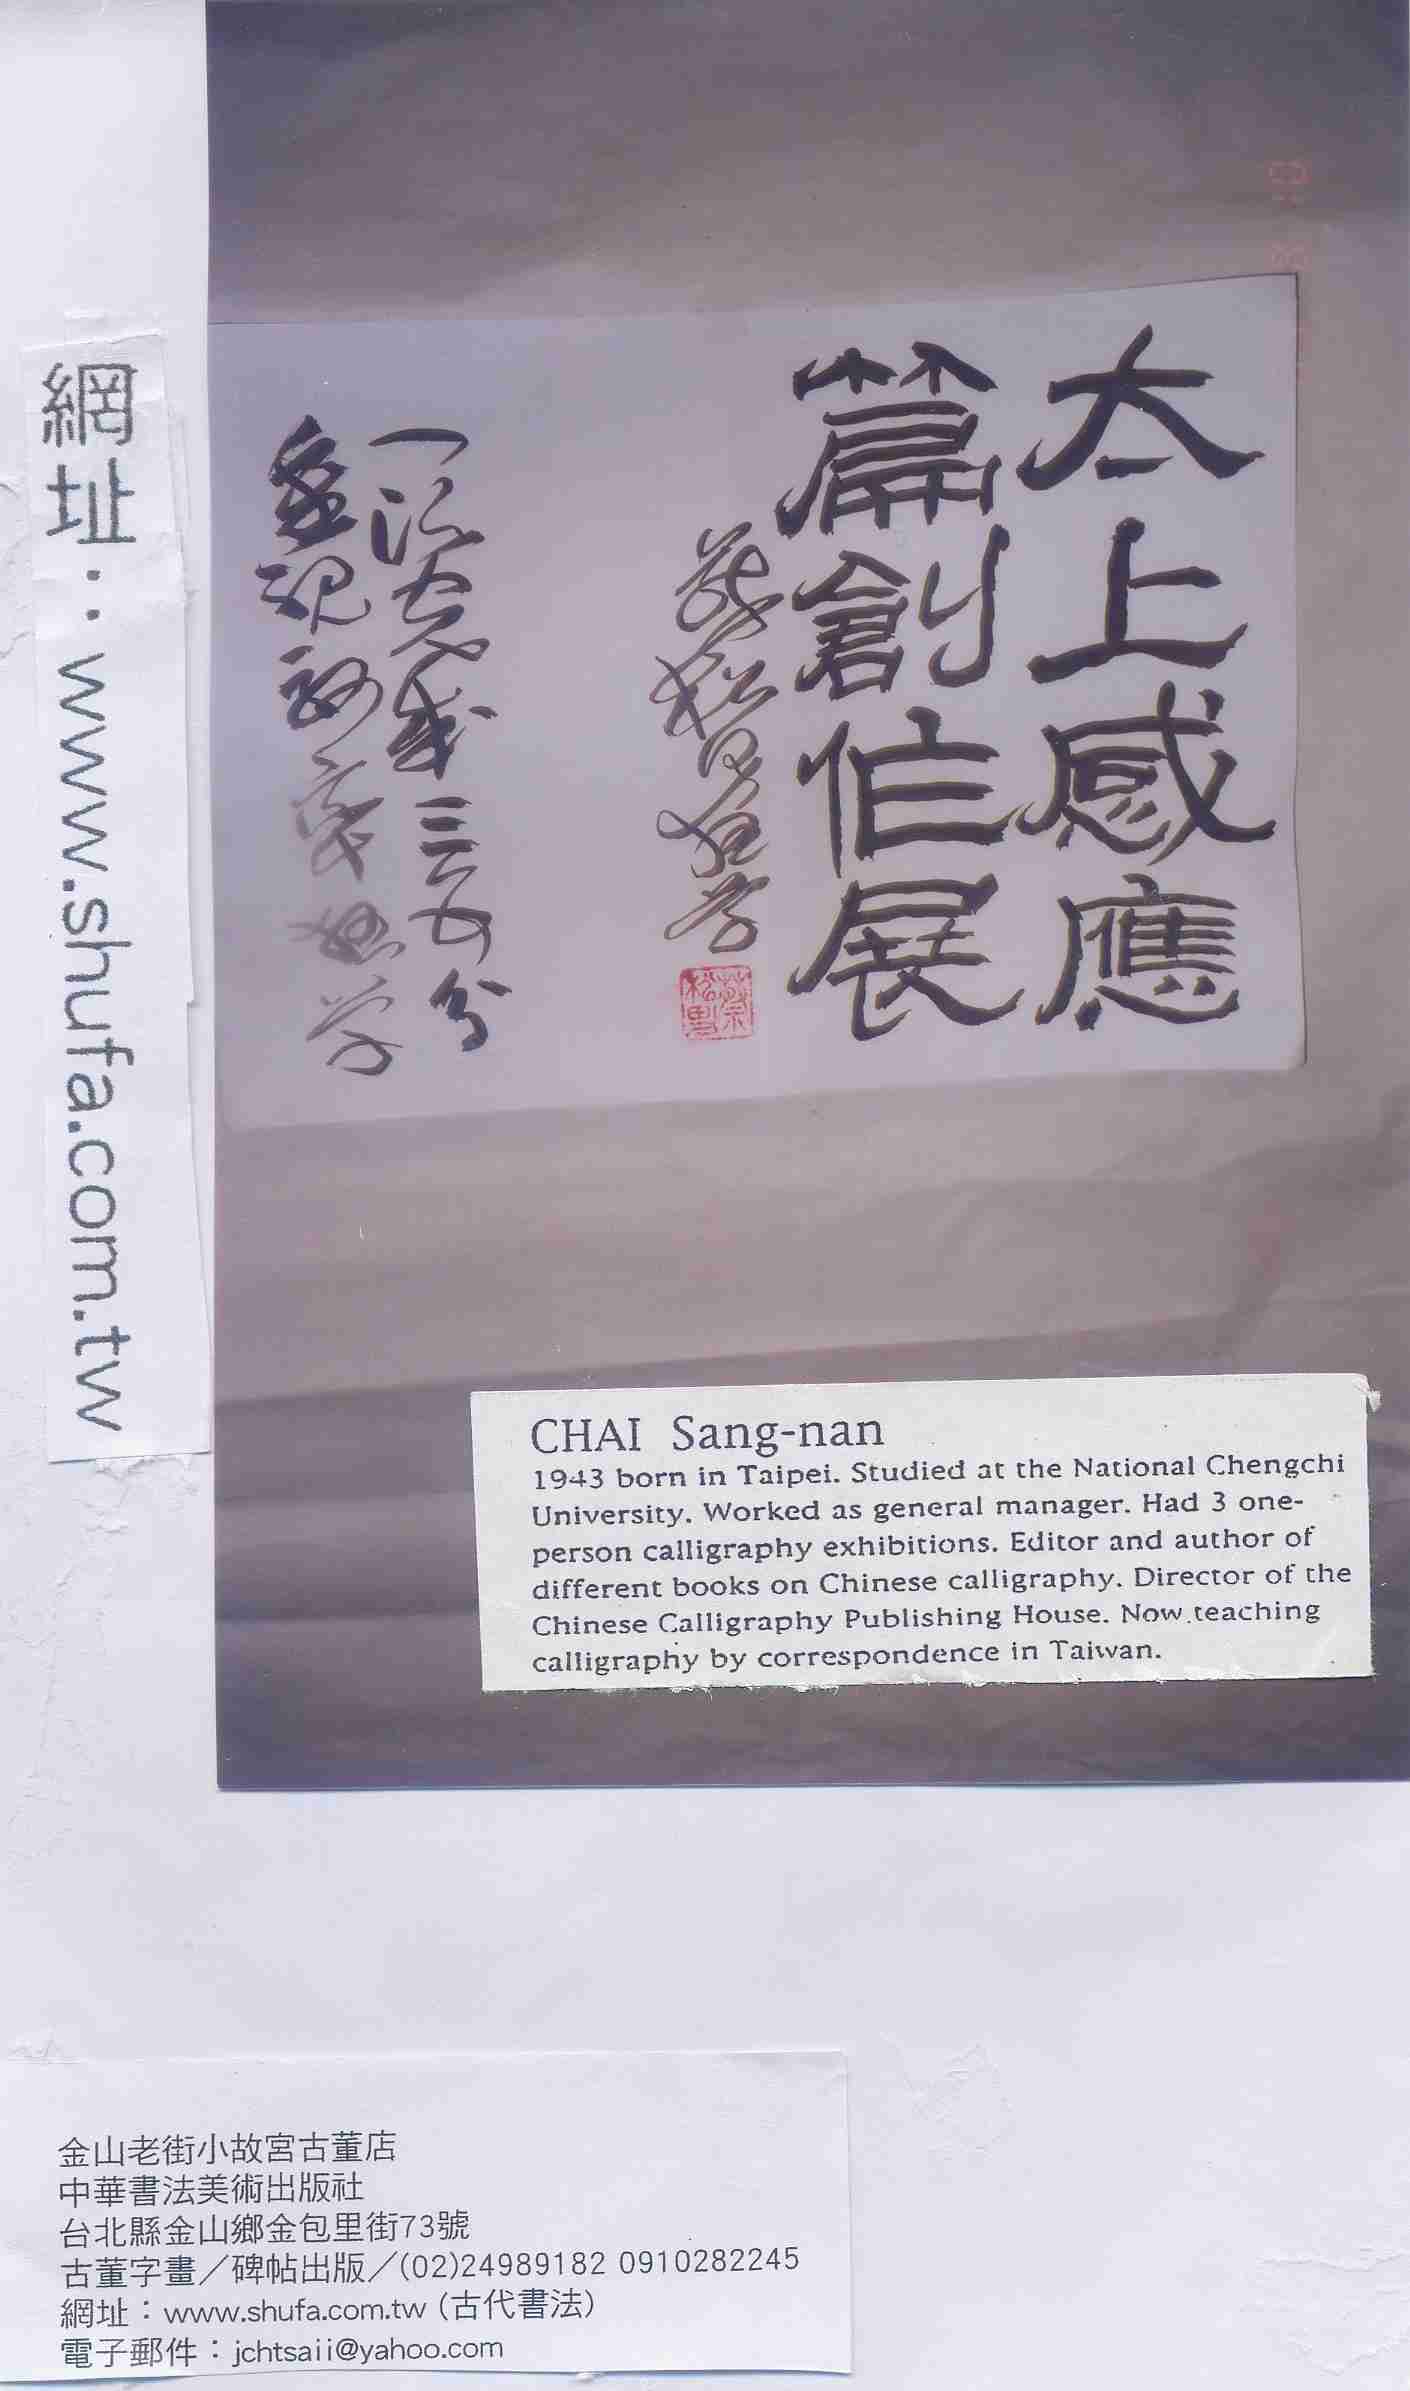 網址：www.shufa.com.tw
太上感應
篇創作展
蔡松男
CHAI Sang-nan
1943 born in Taipei. Studied at the National Chengchi
University. Worked as general manager. Had 3 one-
person calligraphy exhibitions. Editor and author of
different books on Chinese calligraphy. Director of the
Chinese Calligraphy Publishing House. Now teaching
calligraphy by correspondence in Taiwan.
金山老街小故宮古董店
中華書法美術出版社
台北縣金山鄉金包里街73號
古董字畫／碑帖出版／(02)24989182 0910282245
網址：www.shufa.com.tw (古代書法)
電子郵件：jchtsaii@yahoo.com